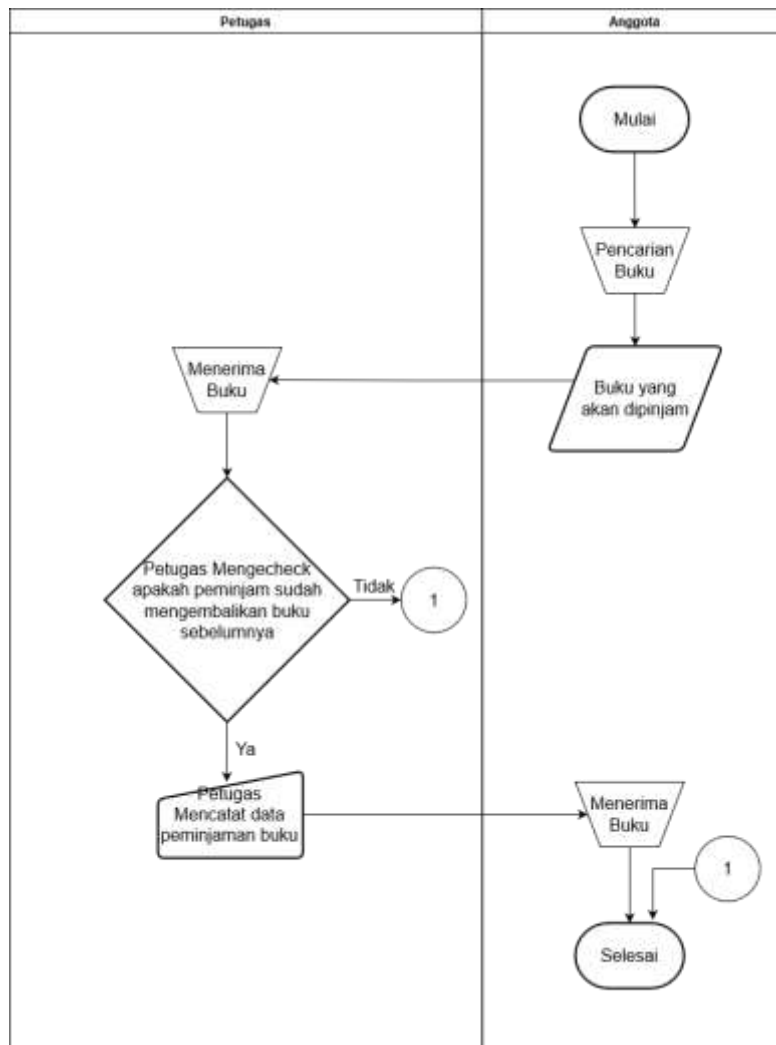 Petugas
Anggota
Mulai
Pencarian
Buku
Buku yang
akan dipinjam
Menerima
Buku
Petugas Mengecheck
apakah peminjam sudah
mengembalikan buku
sebelumnya
Tidak
1
Ya
Petugas
Mencatat data
peminjaman buku
Menerima
Buku
1
Selesai